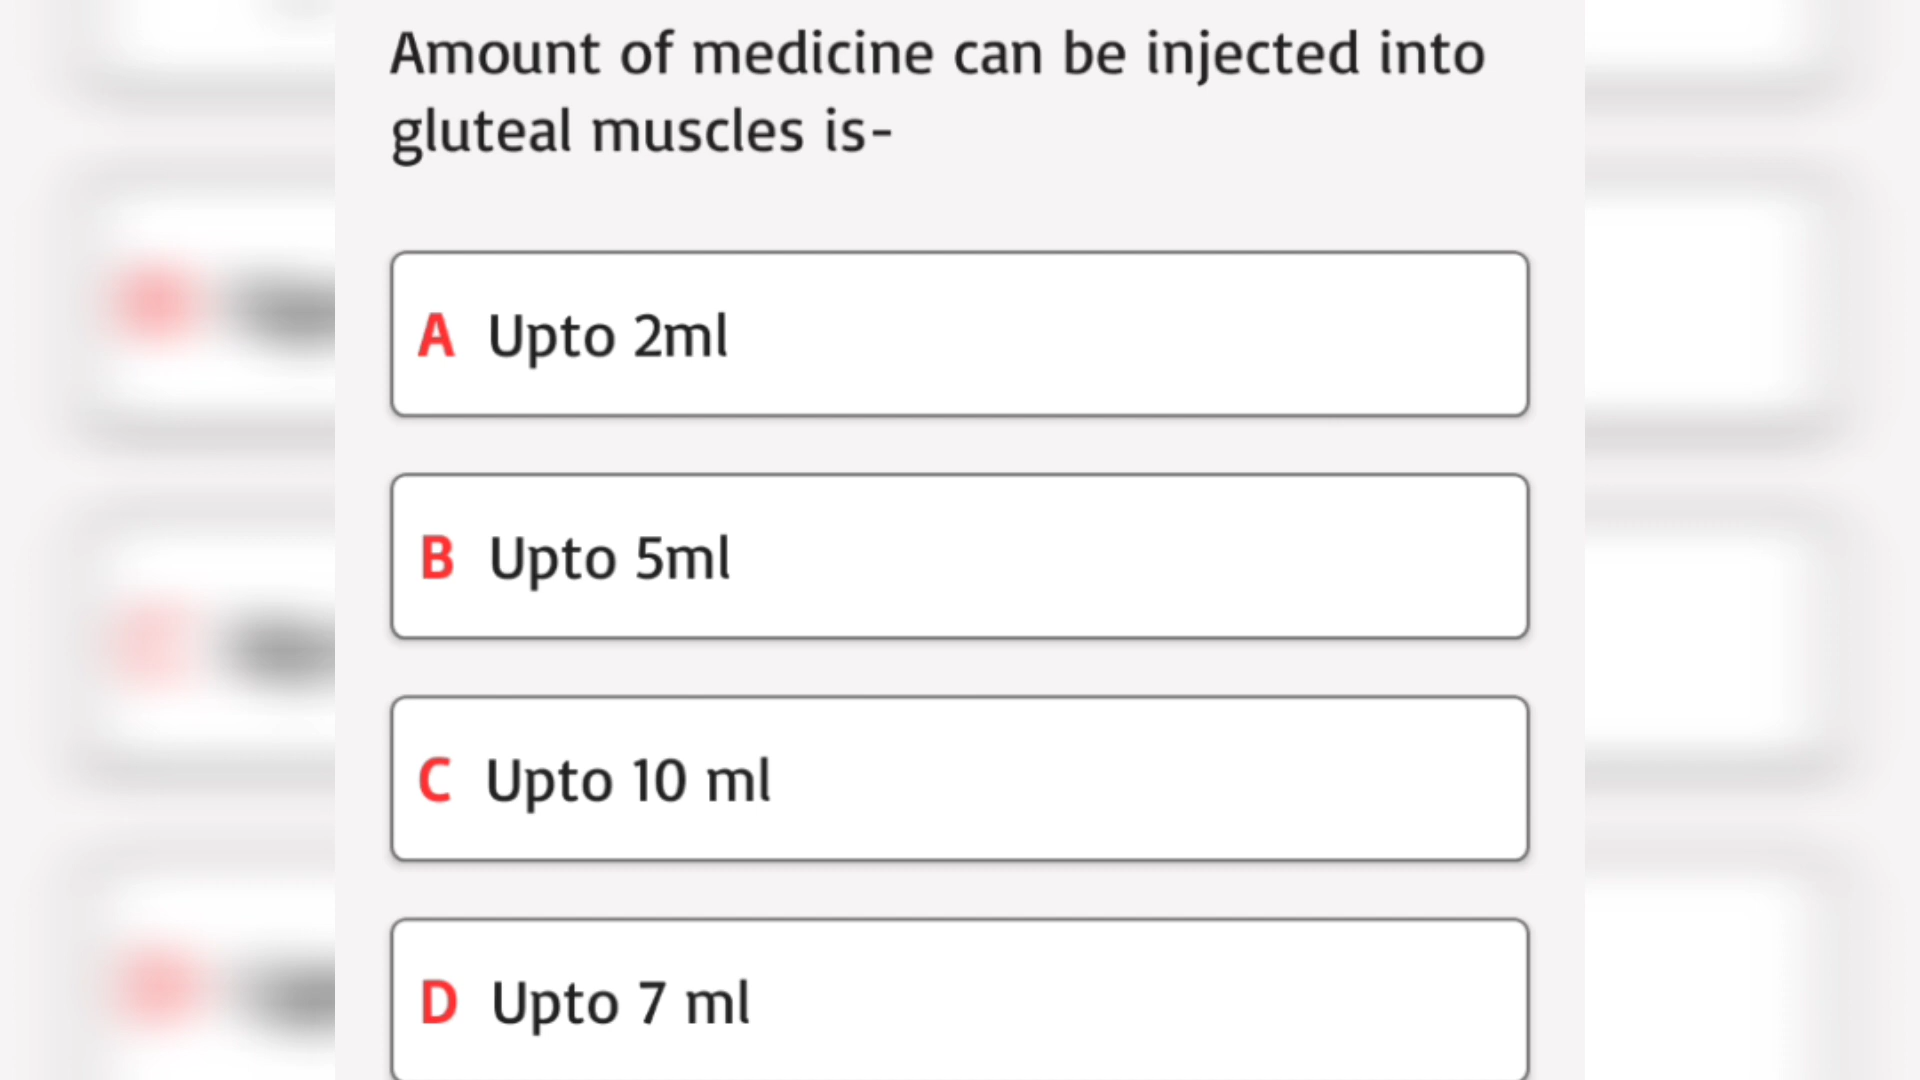 Amount of medicine can be injected into
gluteal muscles is-
A Upto 2ml
B Upto 5ml
C Upto 10 ml
D Upto 7 ml